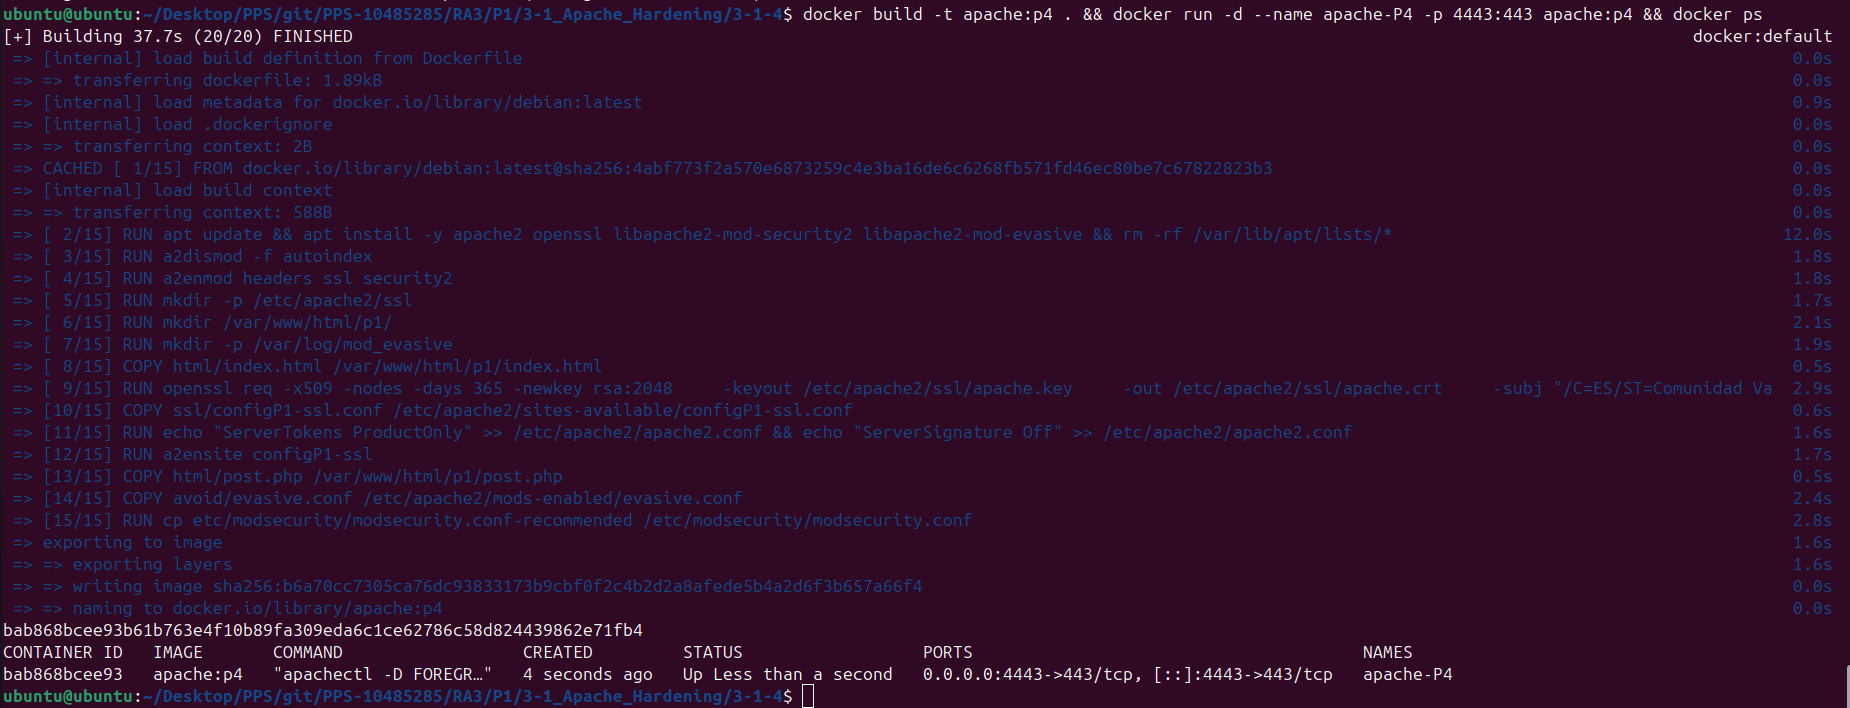 ubuntu@ubuntu:~/Desktop/PPS/git/PPS-10485285/RA3/P1/3-1_Apache_Hardening/3-1-4$ docker build -t apache:p4 . && docker run -d --name apache-P4 -p 4443:443 apache:p4 && docker ps
[+] Building 37.7s (20/20) FINISHED docker:default
=> [internal] load build definition from Dockerfile 0.0s
=> => transferring dockerfile: 1.89kB 0.0s
=> [internal] load metadata for docker.io/library/debian:latest 0.9s
=> [internal] load .dockerignore 0.0s
=> => transferring context: 2B 0.0s
=> CACHED [ 1/15] FROM docker.io/library/debian:latest@sha256:4abf773f2a570e6873259c4e3ba16de6c6268fb571fd46ec80be7c67822823b3 0.0s
=> [internal] load build context 0.0s
=> => transferring context: 588B 0.0s
=> [ 2/15] RUN apt update && apt install -y apache2 openssl libapache2-mod-security2 libapache2-mod-evasive && rm -rf /var/lib/apt/lists/* 12.0s
=> [ 3/15] RUN a2dismod -f autoindex 1.8s
=> [ 4/15] RUN a2enmod headers ssl security2 1.8s
=> [ 5/15] RUN mkdir -p /etc/apache2/ssl 1.7s
=> [ 6/15] RUN mkdir /var/www/html/p1/ 2.1s
=> [ 7/15] RUN mkdir -p /var/log/mod_evasive 1.9s
=> [ 8/15] COPY html/index.html /var/www/html/p1/index.html 0.5s
=> [ 9/15] RUN openssl req -x509 -nodes -days 365 -newkey rsa:2048     -keyout /etc/apache2/ssl/apache.key     -out /etc/apache2/ssl/apache.crt     -subj "/C=ES/ST=Comunidad Va 2.9s
=> [10/15] COPY ssl/configP1-ssl.conf /etc/apache2/sites-available/configP1-ssl.conf 0.6s
=> [11/15] RUN echo "ServerTokens ProductOnly" >> /etc/apache2/apache2.conf && echo "ServerSignature Off" >> /etc/apache2/apache2.conf 1.6s
=> [12/15] RUN a2ensite configP1-ssl 1.7s
=> [13/15] COPY html/post.php /var/www/html/p1/post.php 0.5s
=> [14/15] COPY avoid/evasive.conf /etc/apache2/mods-enabled/evasive.conf 2.4s
=> [15/15] RUN cp etc/modsecurity/modsecurity.conf-recommended /etc/modsecurity/modsecurity.conf 2.8s
=> exporting to image 1.6s
=> => exporting layers 1.6s
=> => writing image sha256:b6a70cc7305ca76dc93833173b9cbf0f2c4b2d2a8afede5b4a2d6f3b657a66f4 0.0s
=> => naming to docker.io/library/apache:p4 0.0s
bab868bcee93b61b763e4f10b89fa309eda6c1ce62786c58d824439862e71fb4
CONTAINER ID   IMAGE       COMMAND                  CREATED         STATUS                  PORTS                                       NAMES
bab868bcee93   apache:p4   "apachectl -D FOREGR…"   4 seconds ago   Up Less than a second   0.0.0.0:4443->443/tcp, [::]:4443->443/tcp   apache-P4
ubuntu@ubuntu:~/Desktop/PPS/git/PPS-10485285/RA3/P1/3-1_Apache_Hardening/3-1-4$